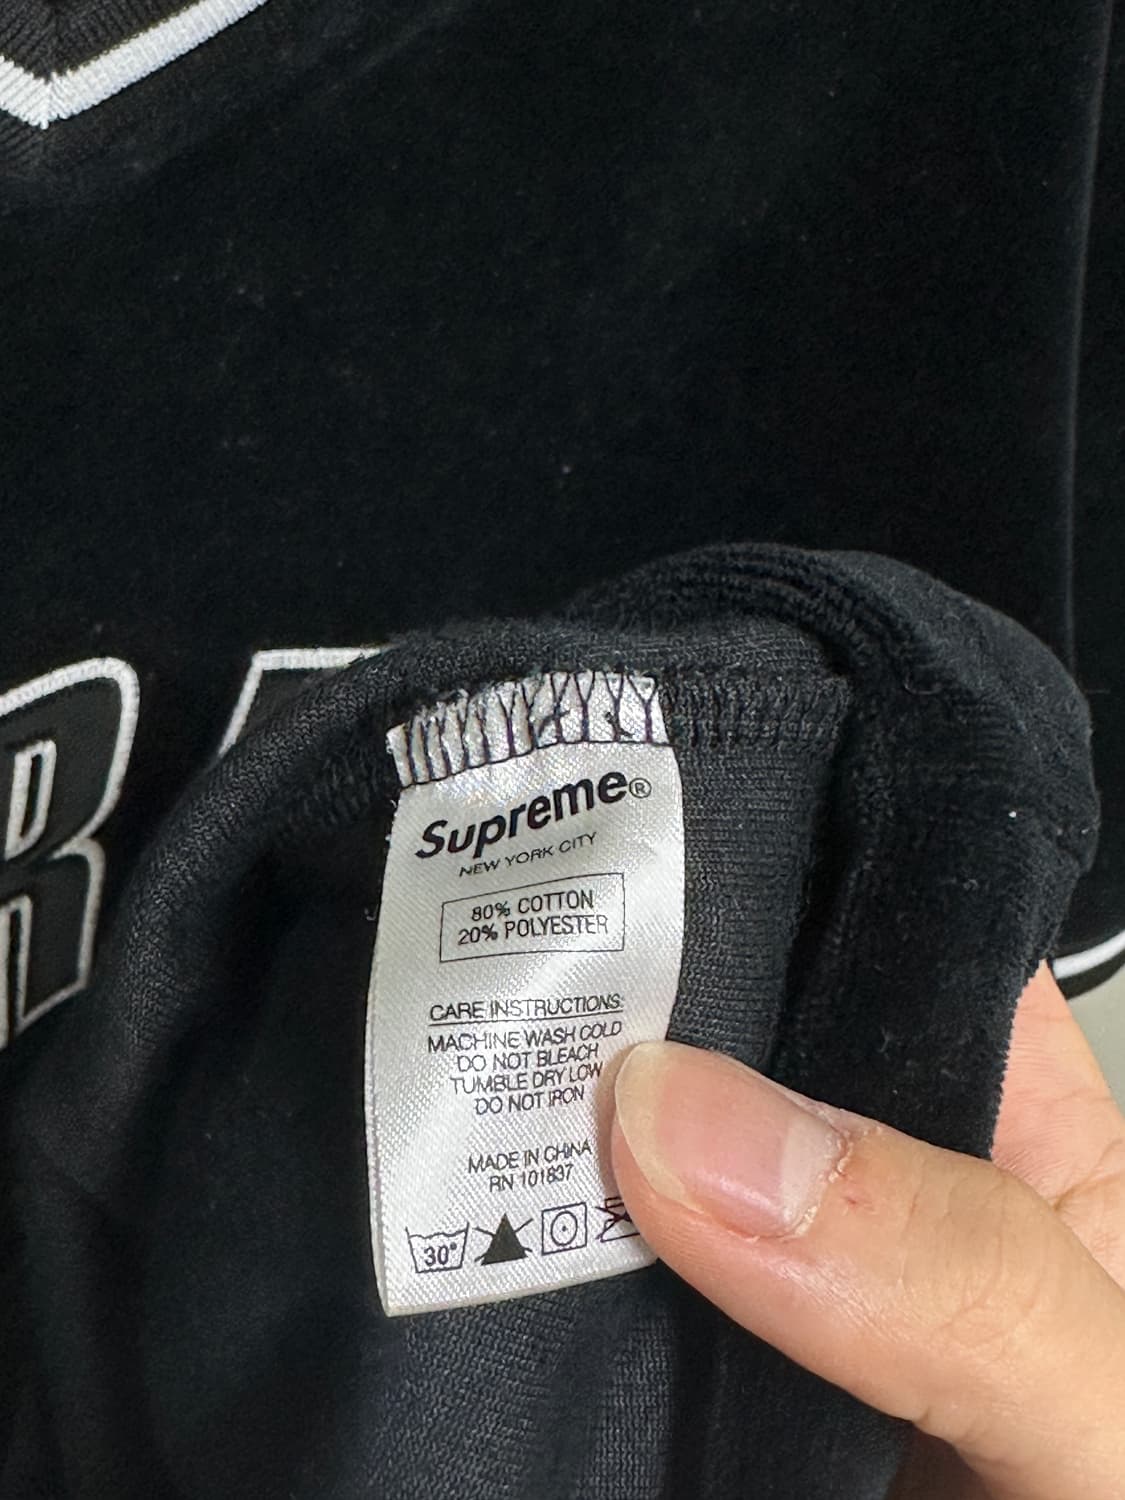 R
Supreme®
NEW YORK CITY
80% COTTON
20% POLYESTER
CARE INSTRUCTIONS:
MACHINE WASH COLD
DO NOT BLEACH
TUMBLE DRY LOW
DO NOT IRON
MADE IN CHINA
RN 101837
30°